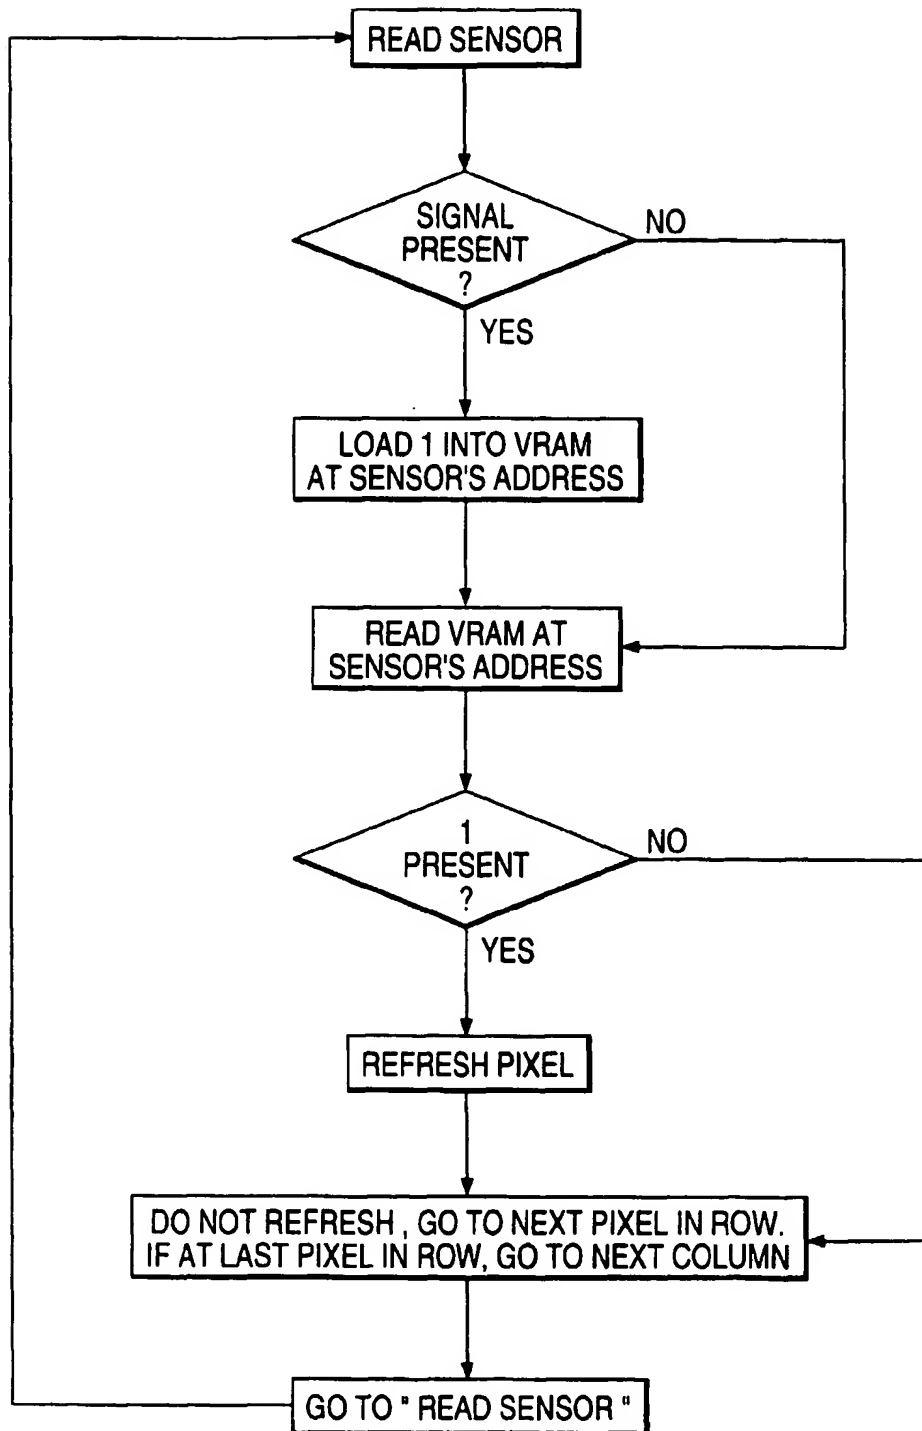 READ SENSOR
SIGNAL
PRESENT
?
NO
YES
LOAD 1 INTO VRAM
AT SENSOR'S ADDRESS
READ VRAM AT
SENSOR'S ADDRESS
1
PRESENT
?
NO
YES
REFRESH PIXEL
DO NOT REFRESH , GO TO NEXT PIXEL IN ROW.
IF AT LAST PIXEL IN ROW, GO TO NEXT COLUMN
GO TO " READ SENSOR "